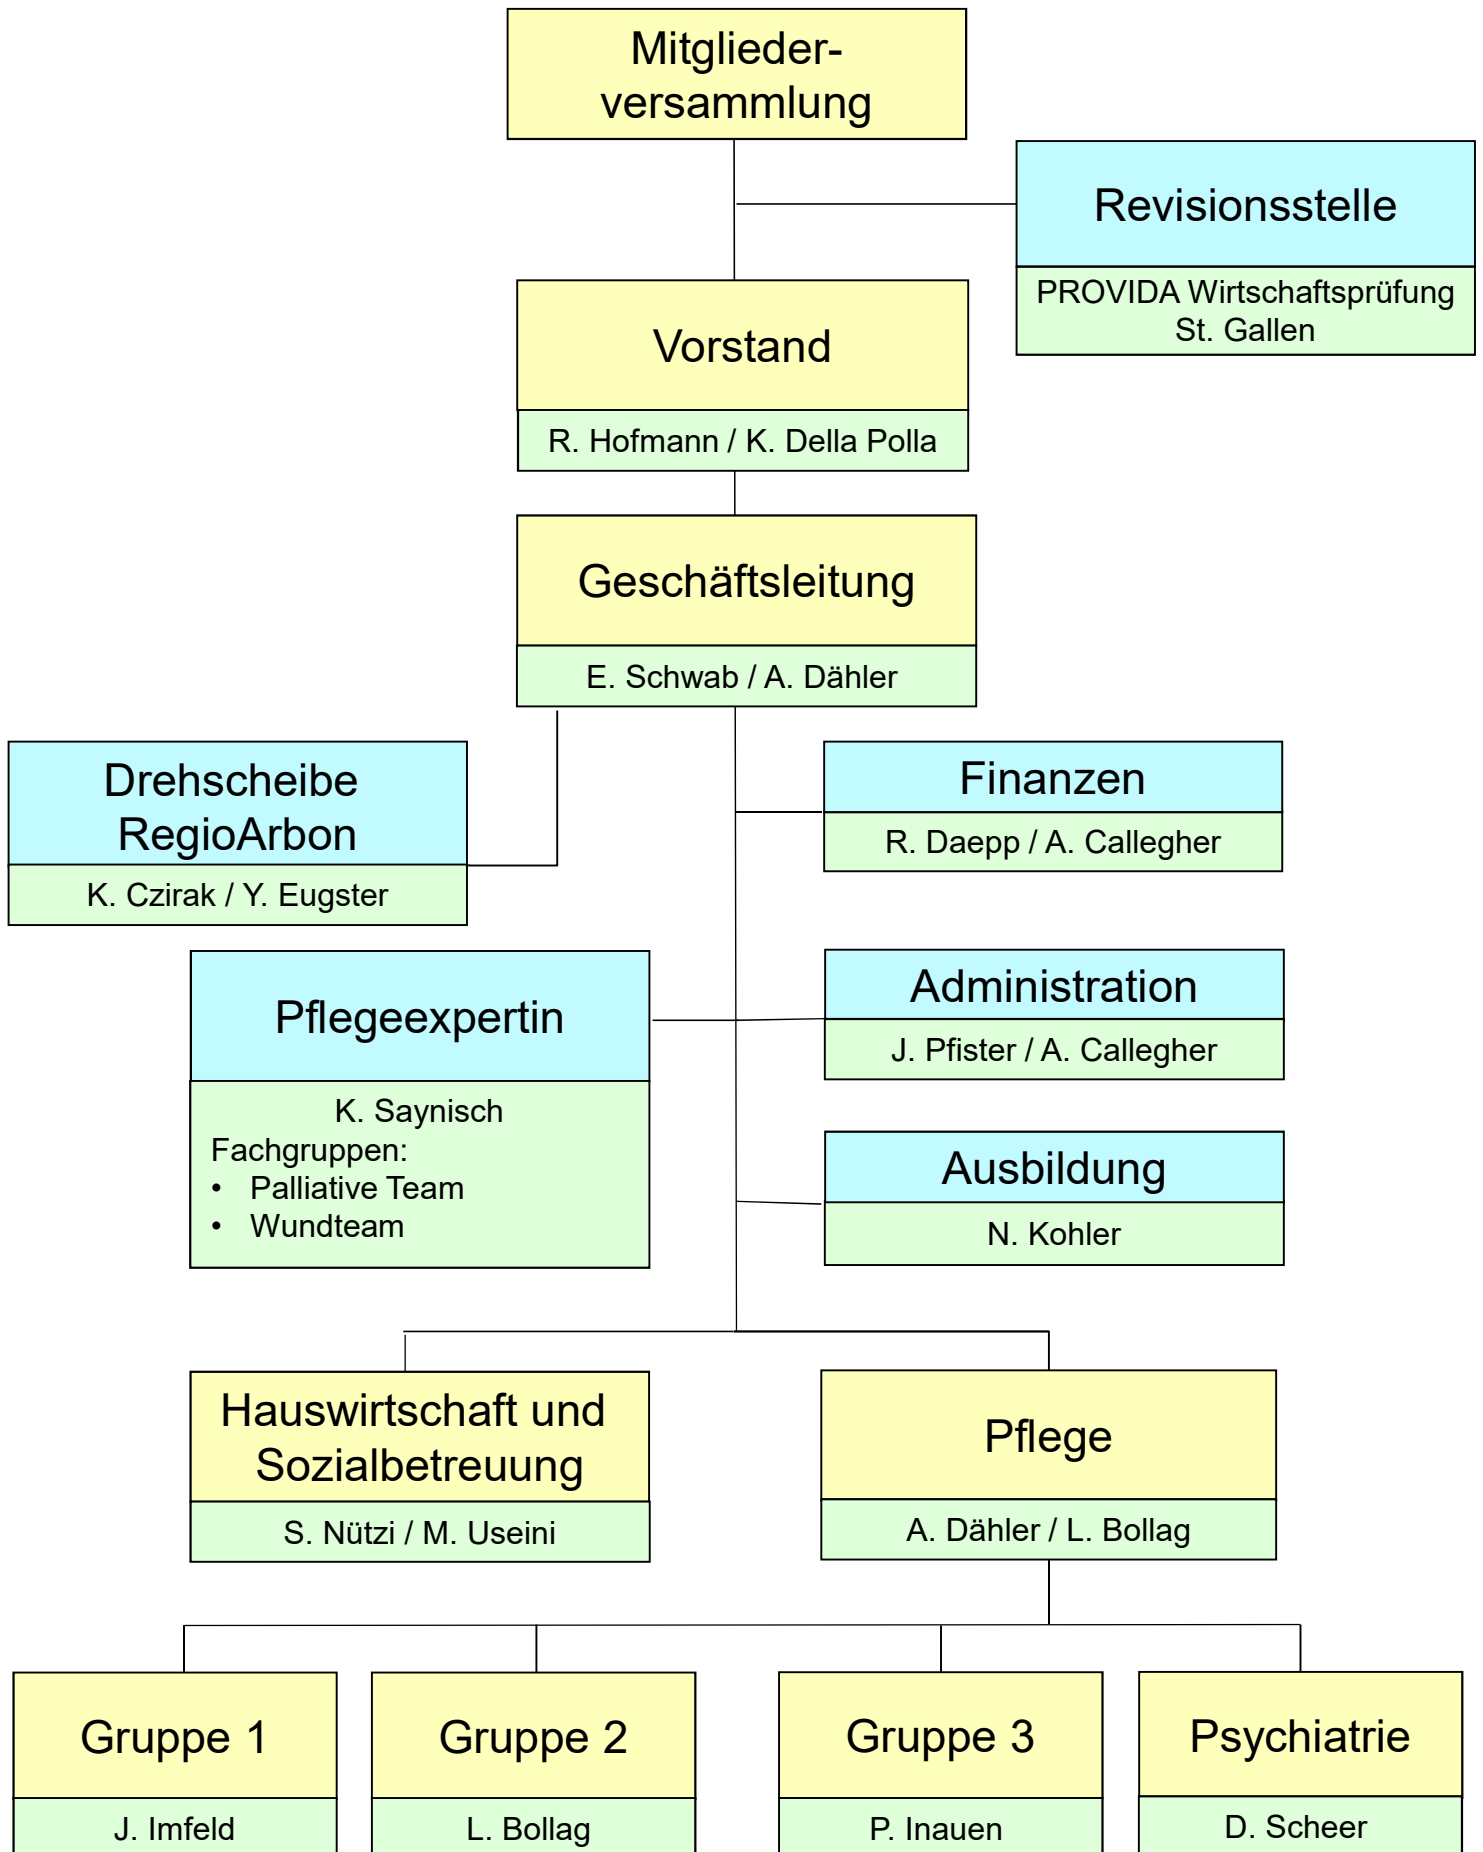 Mitglieder-
versammlung
Revisionsstelle
PROVIDA Wirtschaftsprüfung
St. Gallen
Vorstand
R. Hofmann / K. Della Polla
Geschäftsleitung
E. Schwab / A. Dähler
Drehscheibe
RegioArbon
K. Czirak / Y. Eugster
Finanzen
R. Daepp / A. Callegher
Pflegeexpertin
K. Saynisch
Fachgruppen:
• Palliative Team
• Wundteam
Administration
J. Pfister / A. Callegher
Ausbildung
N. Kohler
Hauswirtschaft und
Sozialbetreuung
S. Nützi / M. Useini
Pflege
A. Dähler / L. Bollag
Gruppe 1
J. Imfeld
Gruppe 2
L. Bollag
Gruppe 3
P. Inauen
Psychiatrie
D. Scheer